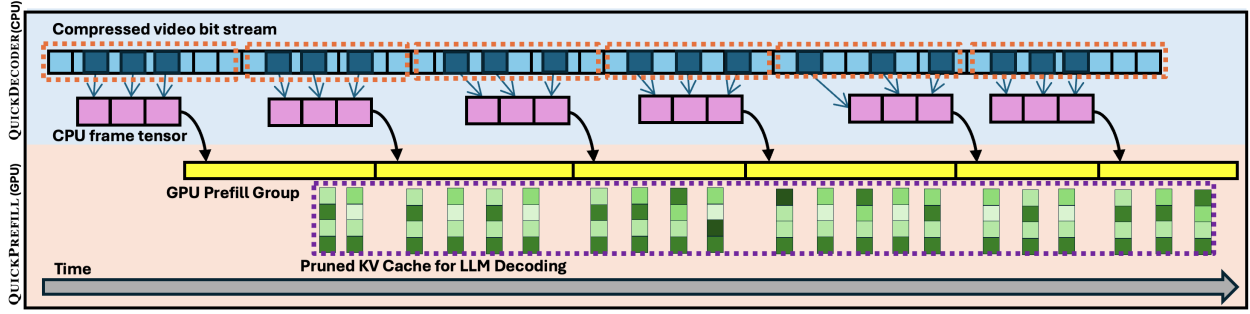 QUICKDECODER(CPU)
Compressed video bit stream
CPU frame tensor
QUICKPREFILL (GPU)
GPU Prefill Group
Pruned KV Cache for LLM Decoding
Time